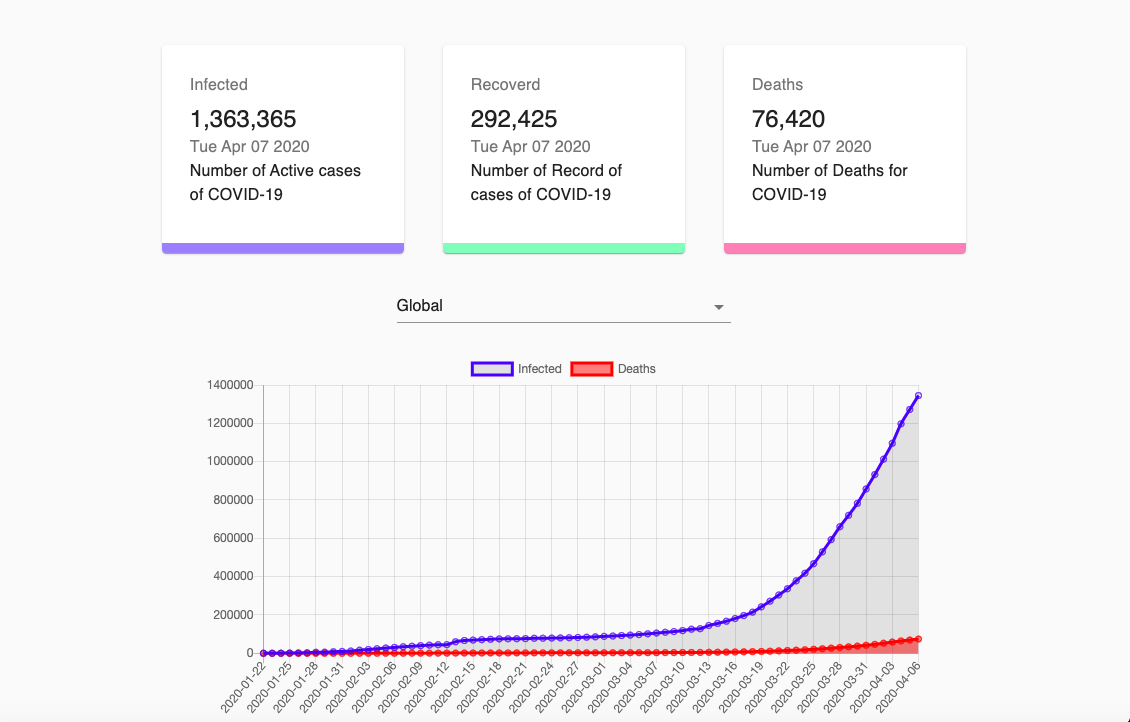 Infected
1,363,365
Tue Apr 07 2020
Number of Active cases
of COVID-19
Recoverd
292,425
Tue Apr 07 2020
Number of Record of
cases of COVID-19
Deaths
76,420
Tue Apr 07 2020
Number of Deaths for
COVID-19
Global
Infected Deaths
1400000
1200000
1000000
800000
600000
400000
200000
0
2020-01-22
2020-01-25
2020-01-28
2020-01-31
2020-02-03
2020-02-06
2020-02-09
2020-02-12
2020-02-15
2020-02-18
2020-02-21
2020-02-24
2020-02-27
2020-03-01
2020-03-04
2020-03-07
2020-03-10
2020-03-13
2020-03-16
2020-03-19
2020-03-22
2020-03-25
2020-03-28
2020-03-31
2020-04-03
2020-04-06